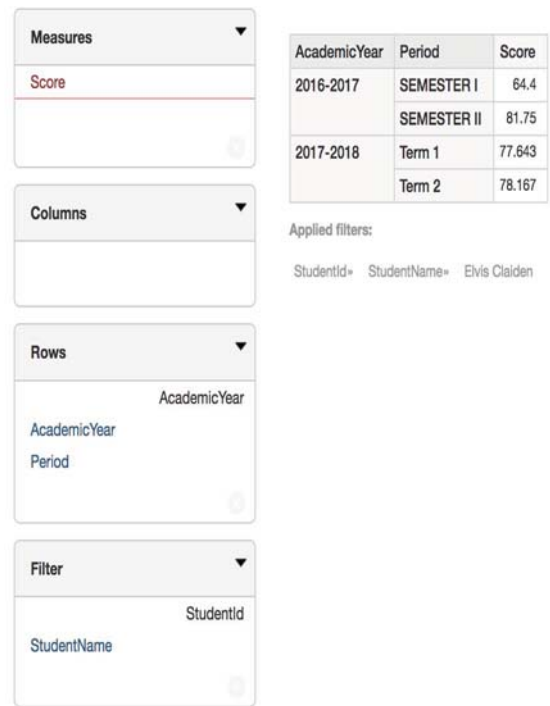 Measures
Score
Columns
Rows
AcademicYear
AcademicYear
Period
Filter
StudentId
StudentName
AcademicYear Period Score
2016-2017 SEMESTER I 64.4
SEMESTER II 81.75
2017-2018 Term 1 77.643
Term 2 78.167
Applied filters:
StudentId» StudentName» Elvis Claiden